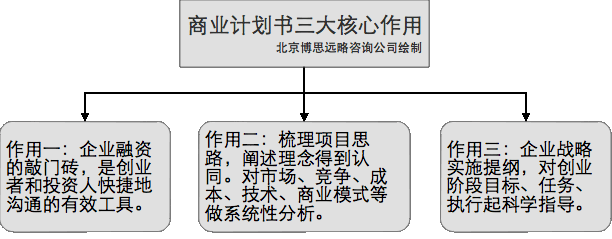 商业计划书三大核心作用
北京博思远略咨询公司绘制
作用一：企业融资
的敲门砖，是创业
者和投资人快捷地
沟通的有效工具。
作用二：梳理项目思
路，阐述理念得到认
同。对市场、竞争、成
本、技术、商业模式等
做系统性分析。
作用三：企业战略
实施提纲，对创业
阶段目标、任务、
执行起科学指导。